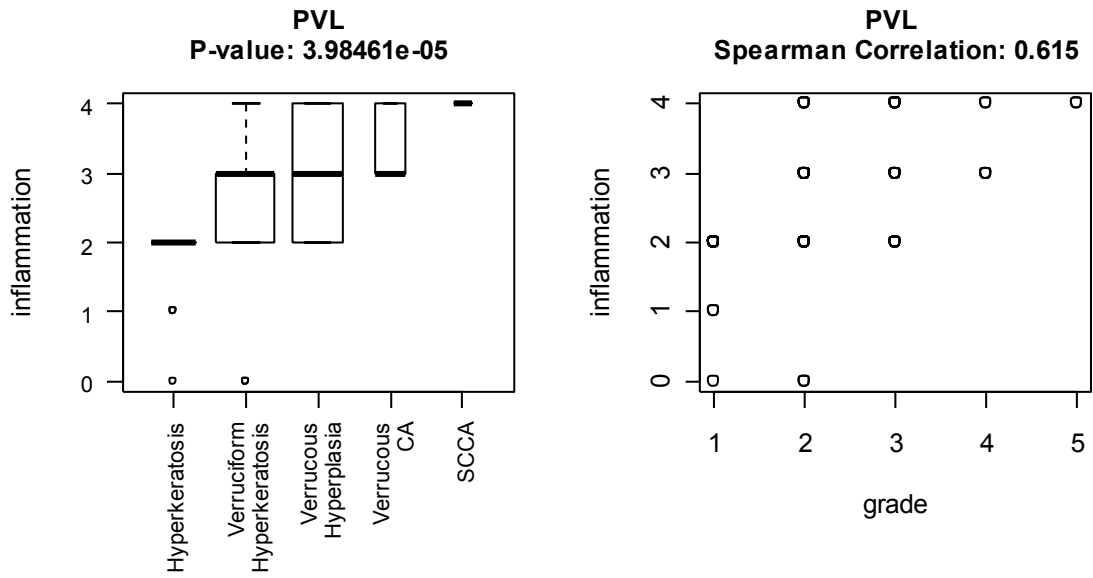 PVL
P-value: 3.98461e-05
inflammation
4
3
2
1
0
Hyperkeratosis
Verruciform
Hyperkeratosis
Verrucous
Hyperplasia
Verrucous
CA
SCCA
PVL
Spearman Correlation: 0.615
inflammation
4
3
2
1
0
1 2 3 4 5
grade